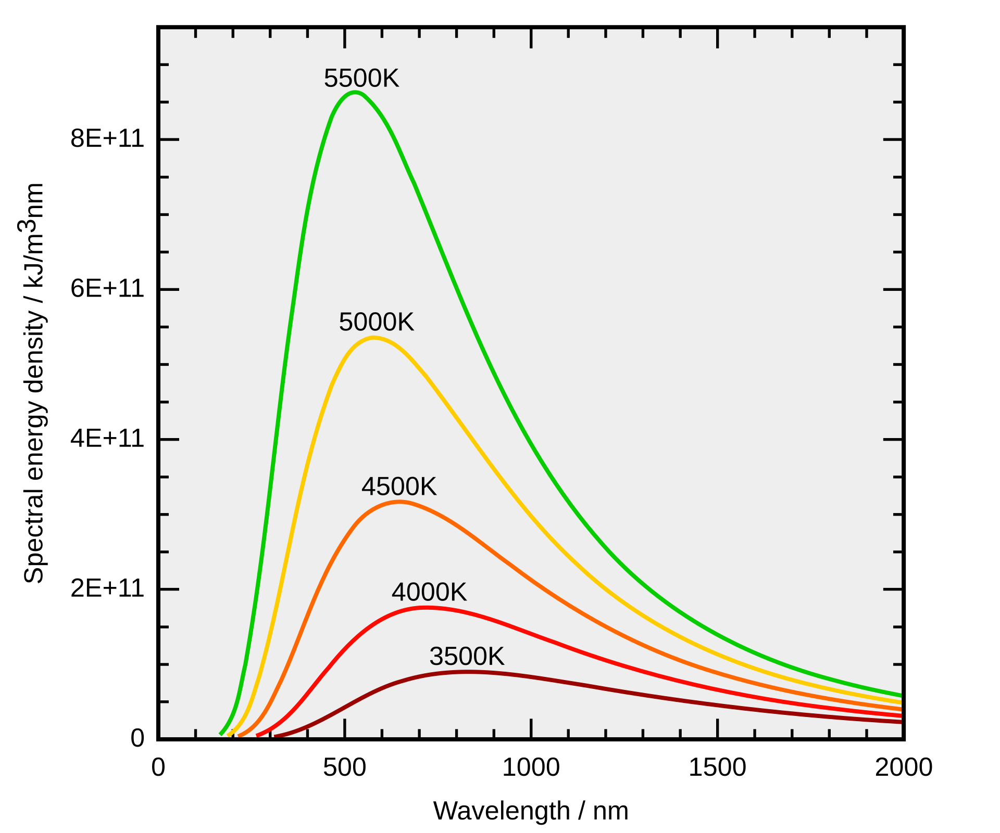 5500K
8E+11
6E+11
5000K
4E+11
4500K
2E+11
4000K
3500K
0
0 500 1000 1500 2000
Wavelength / nm
Spectral energy density / kJ/m3nm